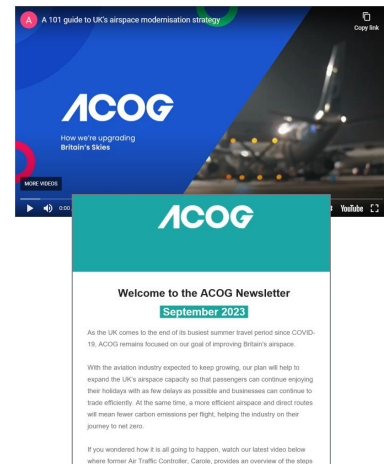 A
A 101 guide to UK's airspace modernisation strategy
Copy link
ACOG
How we're upgrading
Britain's Skies
MORE VIDEOS
0:00
YouTube
ACOG
Welcome to the ACOG Newsletter
September 2023
As the UK comes to the end of its busiest summer travel period since COVID-
19, ACOG remains focused on our goal of improving Britain's airspace.
With the aviation industry expected to keep growing, our plan will help to
expand the UK's airspace capacity so that passengers can continue enjoying
their holidays with as few delays as possible and businesses can continue to
trade efficiently. At the same time, a more efficient airspace and direct routes
will mean fewer carbon emissions per flight, helping the industry on their
journey to net zero.
If you wondered how it is all going to happen, watch our latest video below
where former Air Traffic Controller, Carole, provides an overview of the steps